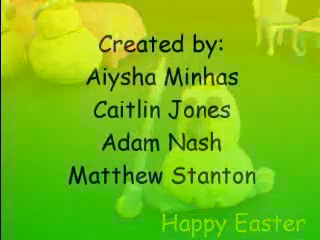 Created by:
Aiysha Minhas
Caitlin Jones
Adam Nash
Matthew Stanton
Happy Easter